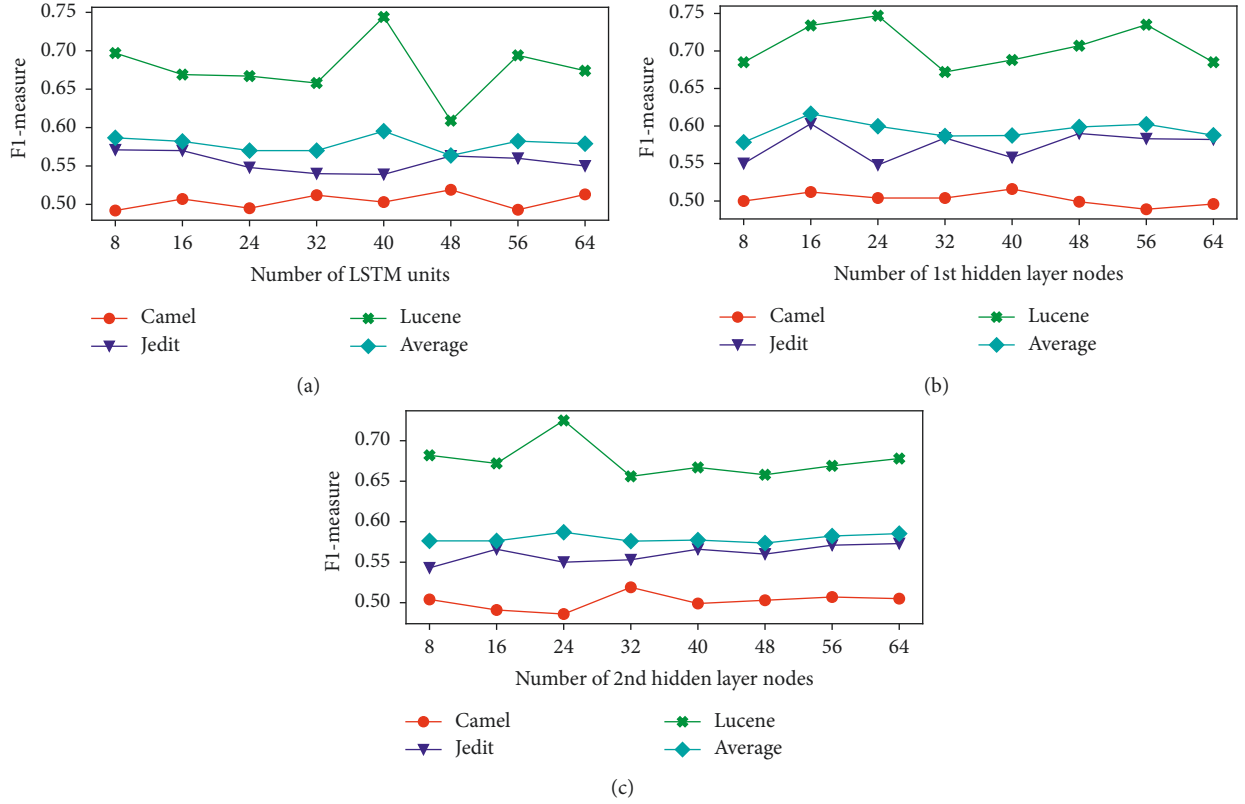 0.75
0.70
0.65
0.60
0.55
0.50
F1-measure
8 16 24 32 40 48 56 64
Number of LSTM units
Camel
Lucene
Jedit
Average
(a)
0.75
0.70
0.65
0.60
0.55
0.50
F1-measure
8 16 24 32 40 48 56 64
Number of 1st hidden layer nodes
Camel
Lucene
Jedit
Average
(b)
0.70
0.65
0.60
0.55
0.50
F1-measure
8 16 24 32 40 48 56 64
Number of 2nd hidden layer nodes
Camel
Lucene
Jedit
Average
(c)